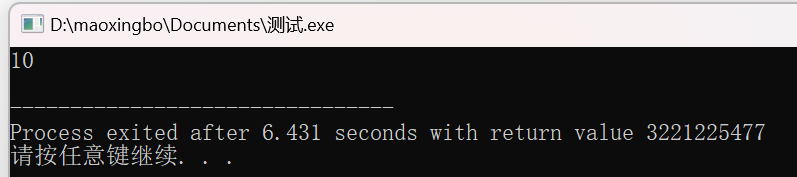 D:\maoxingbo\Documents\测试.exe
10
--------------------------------
Process exited after 6.431 seconds with return value 3221225477
请按任意键继续. . .